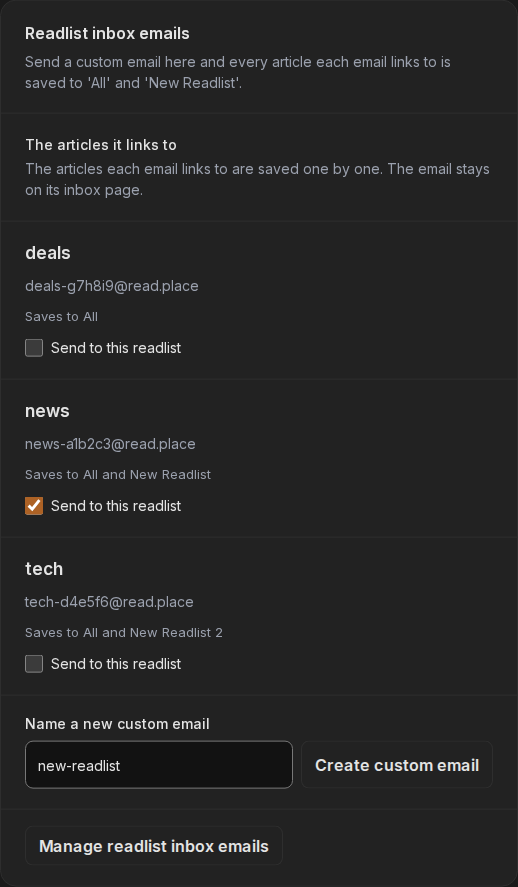 Readlist inbox emails
Send a custom email here and every article each email links to is
saved to 'All' and 'New Readlist'.
The articles it links to
The articles each email links to are saved one by one. The email stays
on its inbox page.
deals
deals-g7h8i9@read.place
Saves to All
Send to this readlist
news
news-a1b2c3@read.place
Saves to All and New Readlist
Send to this readlist
tech
tech-d4e5f6@read.place
Saves to All and New Readlist 2
Send to this readlist
Name a new custom email
new-readlist
Create custom email
Manage readlist inbox emails